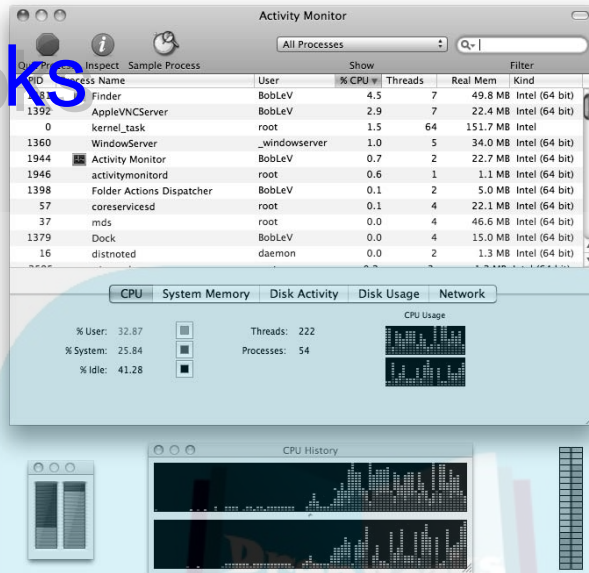 Activity Monitor
All Processes
Inspect Sample Process Show Filter
ks
Process Name User % CPU Threads Real Mem Kind
Finder BobLev 4.5 7 49.8 MB Intel (64 bit)
1392 AppleVNCServer BobLev 2.9 7 22.4 MB Intel (64 bit)
0 kernel_task root 1.5 64 151.7 MB Intel
1360 WindowServer _windowserver 1.0 5 34.0 MB Intel (64 bit)
1944 Activity Monitor BobLev 0.7 2 22.7 MB Intel (64 bit)
1946 activitymonitord root 0.6 1 1.1 MB Intel (64 bit)
1398 Folder Actions Dispatcher BobLev 0.1 2 5.0 MB Intel (64 bit)
57 coreservicesd root 0.1 4 22.1 MB Intel (64 bit)
37 mds root 0.0 4 46.6 MB Intel (64 bit)
1379 Dock BobLev 0.0 4 15.0 MB Intel (64 bit)
16 distnoted daemon 0.0 2 1.3 MB Intel (64 bit)
CPU System Memory Disk Activity Disk Usage Network
CPU Usage
% User: 32.87 Threads: 222
% System: 25.84 Processes: 54
% Idle: 41.28
CPU History